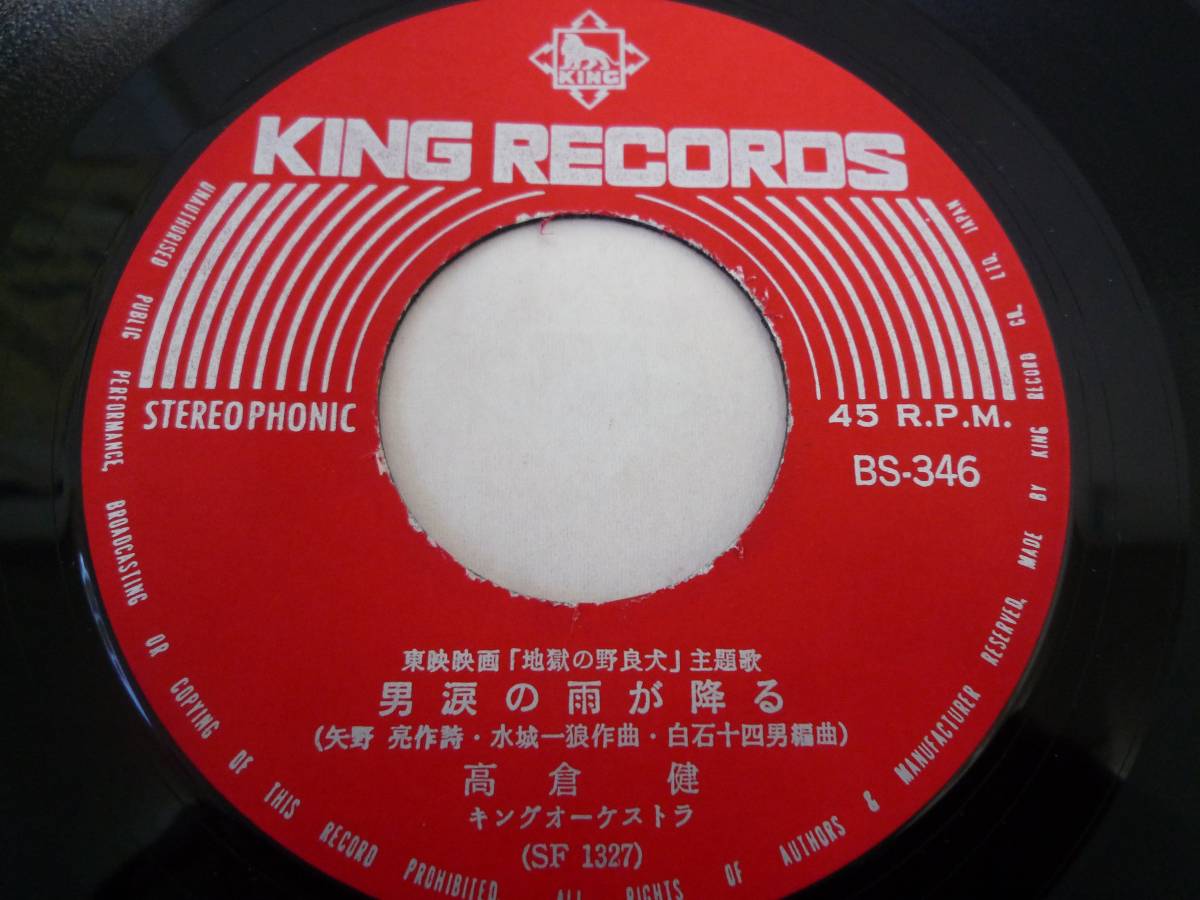 KING
KING RECORDS
STEREOPHONIC
45 R.P.M.
BS-346
東映映画「地獄の野良犬」主題歌
男涙の雨が降る
(矢野 亮作詩・水城一狼作曲・白石十四男編曲)
高倉 健
キングオーケストラ
(SF 1327)
UNAUTHORISED PUBLIC PERFORMANCE, BROADCASTING OR COPYING OF THIS RECORD PROHIBITED ALL RIGHTS OF AUTHORS & MANUFACTURER RESERVED, MADE BY KING RECORD CO., LTD. JAPAN